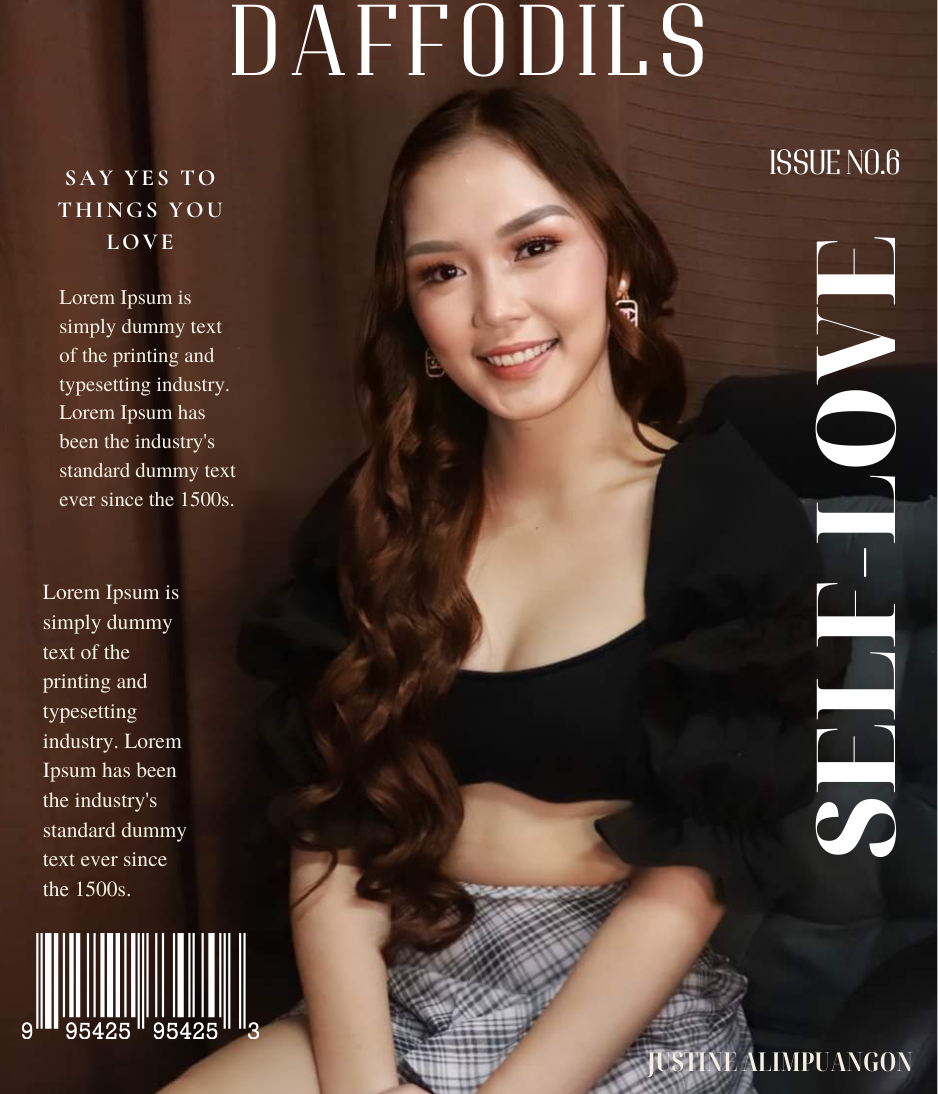 DAFFODILS
ISSUE NO.6
SAY YES TO
THINGS YOU
LOVE
Lorem Ipsum is
simply dummy text
of the printing and
typesetting industry.
Lorem Ipsum has
been the industry's
standard dummy text
ever since the 1500s.
SELF-LOVE
Lorem Ipsum is
simply dummy
text of the
printing and
typesetting
industry. Lorem
Ipsum has been
the industry's
standard dummy
text ever since
the 1500s.
9 95425 95425 3
JUSTINE ALIMPUANGON